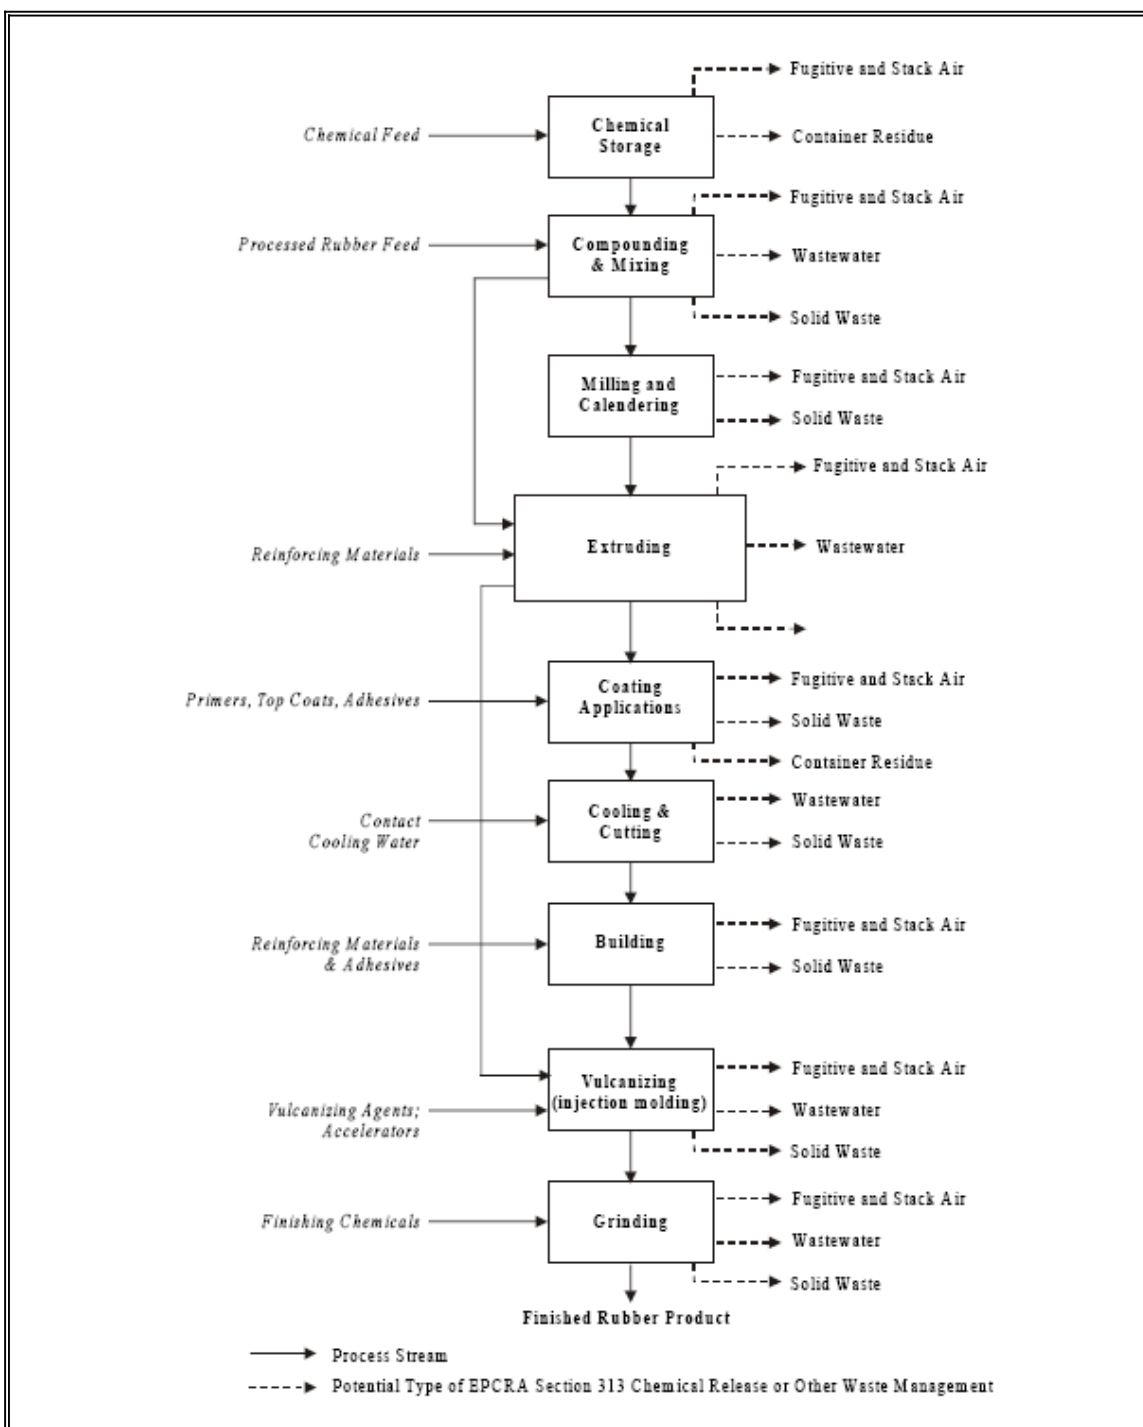 Fugitive and Stack Air
Chemical Feed
Chemical
Storage
Container Residue
Fugitive and Stack Air
Processed Rubber Feed
Compounding
& Mixing
Wastewater
Solid Waste
Milling and
Calendering
Fugitive and Stack Air
Solid Waste
Fugitive and Stack Air
Reinforcing Materials
Extruding
Wastewater
Primers, Top Coats, Adhesives
Coating
Applications
Fugitive and Stack Air
Solid Waste
Container Residue
Contact
Cooling Water
Cooling &
Cutting
Wastewater
Solid Waste
Reinforcing Materials
& Adhesives
Building
Fugitive and Stack Air
Solid Waste
Vulcanizing Agents;
Accelerators
Vulcanizing
(injection molding)
Fugitive and Stack Air
Wastewater
Solid Waste
Finishing Chemicals
Grinding
Fugitive and Stack Air
Wastewater
Solid Waste
Finished Rubber Product
Process Stream
Potential Type of EPCRA Section 313 Chemical Release or Other Waste Management